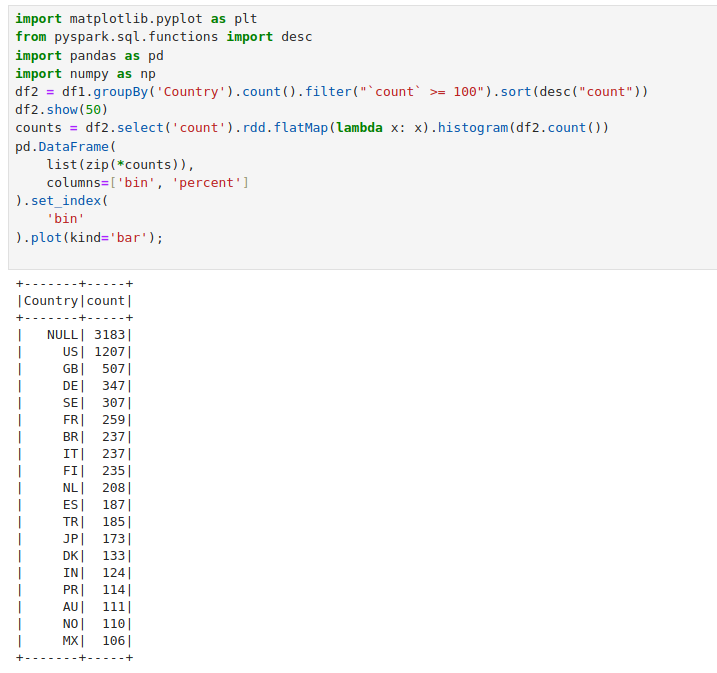 import matplotlib.pyplot as plt
from pyspark.sql.functions import desc
import pandas as pd
import numpy as np
df2 = df1.groupBy('Country').count().filter("`count` >= 100").sort(desc("count"))
df2.show(50)
counts = df2.select('count').rdd.flatMap(lambda x: x).histogram(df2.count())
pd.DataFrame(
    list(zip(*counts)),
    columns=['bin', 'percent']
).set_index(
    'bin'
).plot(kind='bar');
+-------+-----+
|Country|count|
+-------+-----+
|   NULL| 3183|
|     US| 1207|
|     GB|  507|
|     DE|  347|
|     SE|  307|
|     FR|  259|
|     BR|  237|
|     IT|  237|
|     FI|  235|
|     NL|  208|
|     ES|  187|
|     TR|  185|
|     JP|  173|
|     DK|  133|
|     IN|  124|
|     PR|  114|
|     AU|  111|
|     NO|  110|
|     MX|  106|
+-------+-----+